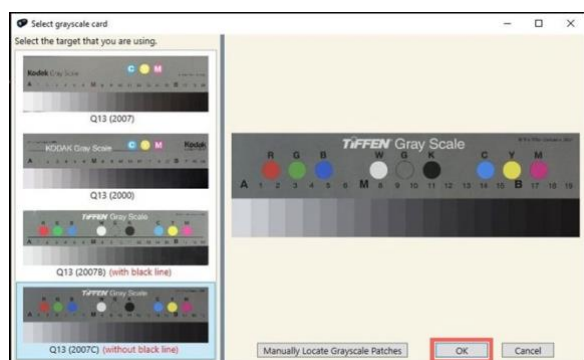 Select grayscale card
Select the target that you are using.
Kodak Gray Scale
C Y M
A M B
Q13 (2007)
KODAK Gray Scale Kodak
C Y M
A M B
Q13 (2000)
Q13 (2007B) (with black line)
TIFFEN Gray Scale
Q13 (2007C) (without black line)
TIFFEN Gray Scale
R G B W G K C Y M
A 1 2 3 4 5 6 M 8 9 10 11 12 13 14 15 B 17 18 19
Manually Locate Grayscale Patches OK Cancel